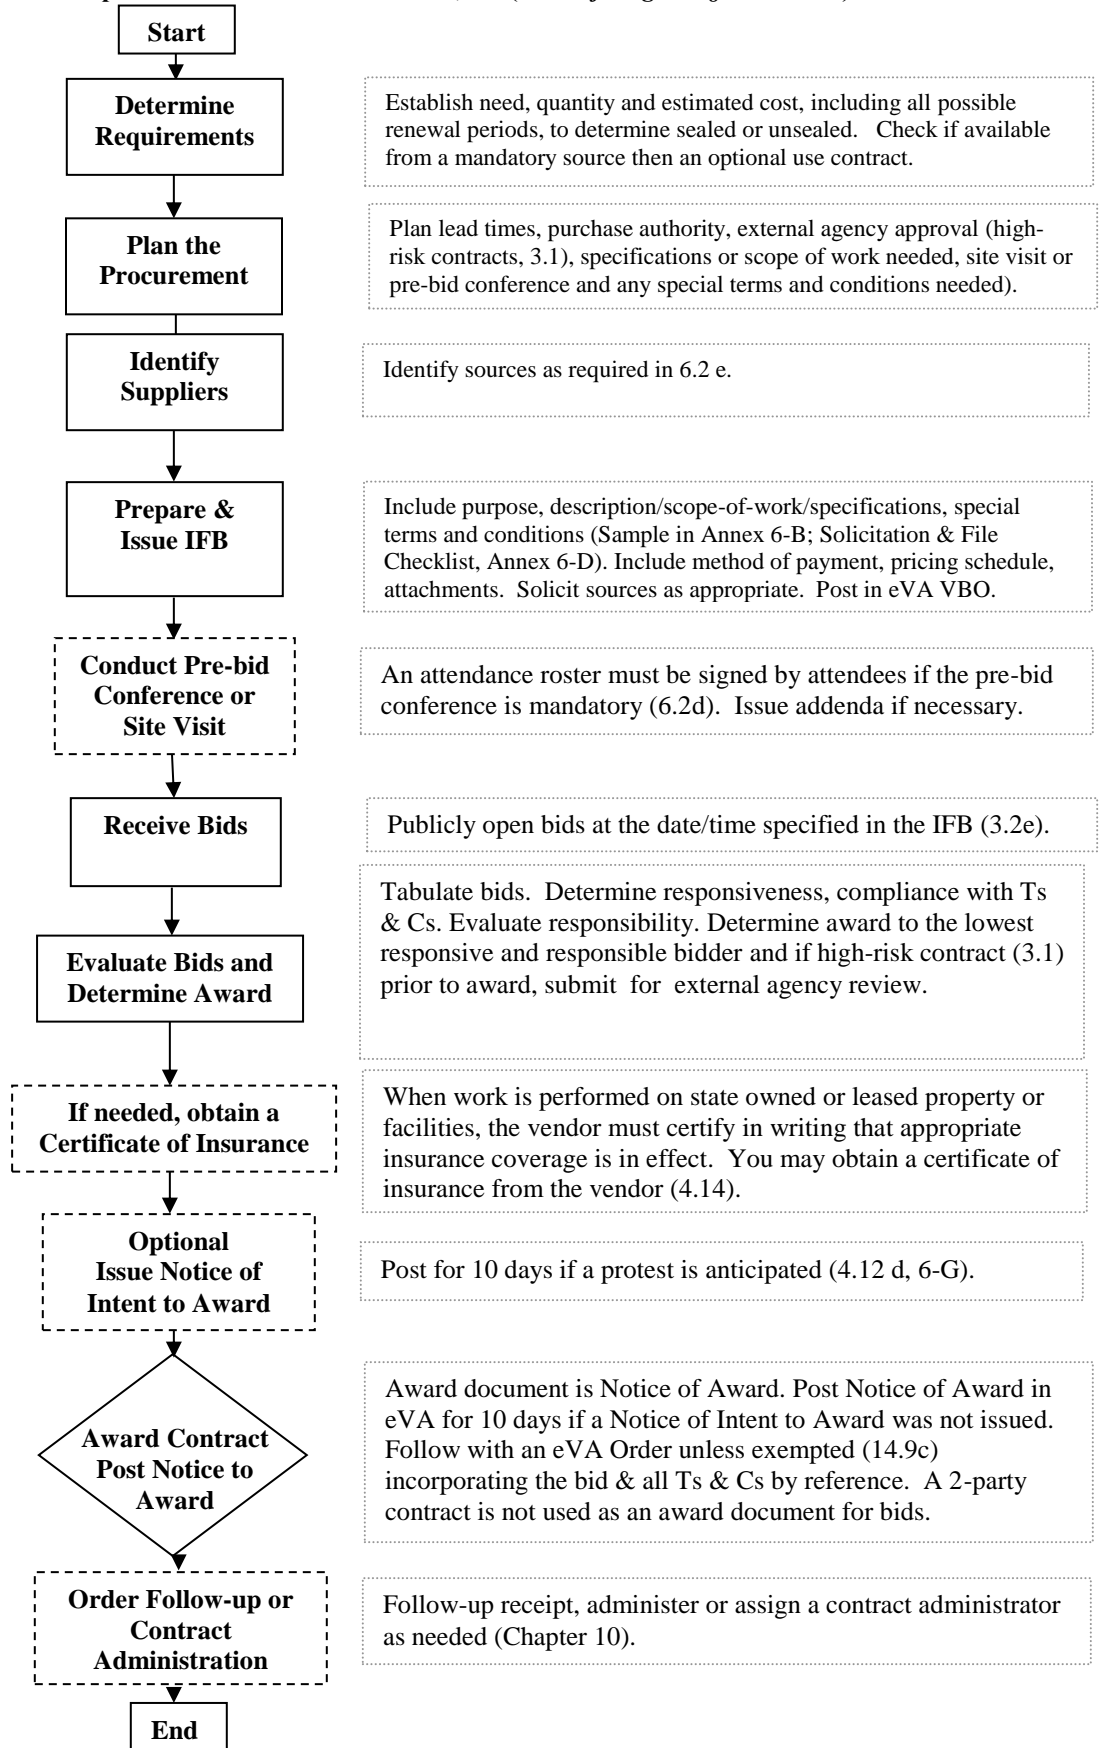 Start
Determine
Requirements
Establish need, quantity and estimated cost, including all possible
renewal periods, to determine sealed or unsealed.   Check if available
from a mandatory source then an optional use contract.
Plan the
Procurement
Plan lead times, purchase authority, external agency approval (high-
risk contracts, 3.1), specifications or scope of work needed, site visit or
pre-bid conference and any special terms and conditions needed).
Identify
Suppliers
Identify sources as required in 6.2 e.
Prepare &
Issue IFB
Include purpose, description/scope-of-work/specifications, special
terms and conditions (Sample in Annex 6-B; Solicitation & File
Checklist, Annex 6-D). Include method of payment, pricing schedule,
attachments.  Solicit sources as appropriate.  Post in eVA VBO.
Conduct Pre-bid
Conference or
Site Visit
An attendance roster must be signed by attendees if the pre-bid
conference is mandatory (6.2d).  Issue addenda if necessary.
Receive Bids
Publicly open bids at the date/time specified in the IFB (3.2e).
Tabulate bids.  Determine responsiveness, compliance with Ts
& Cs. Evaluate responsibility. Determine award to the lowest
responsive and responsible bidder and if high-risk contract (3.1)
prior to award, submit  for  external agency review.
Evaluate Bids and
Determine Award
If needed, obtain a
Certificate of Insurance
When work is performed on state owned or leased property or
facilities, the vendor must certify in writing that appropriate
insurance coverage is in effect.  You may obtain a certificate of
insurance from the vendor (4.14).
Optional
Issue Notice of
Intent to Award
Post for 10 days if a protest is anticipated (4.12 d, 6-G).
Award Contract
Post Notice to
Award
Award document is Notice of Award. Post Notice of Award in
eVA for 10 days if a Notice of Intent to Award was not issued.
Follow with an eVA Order unless exempted (14.9c)
incorporating the bid & all Ts & Cs by reference.  A 2-party
contract is not used as an award document for bids.
Order Follow-up or
Contract
Administration
Follow-up receipt, administer or assign a contract administrator
as needed (Chapter 10).
End